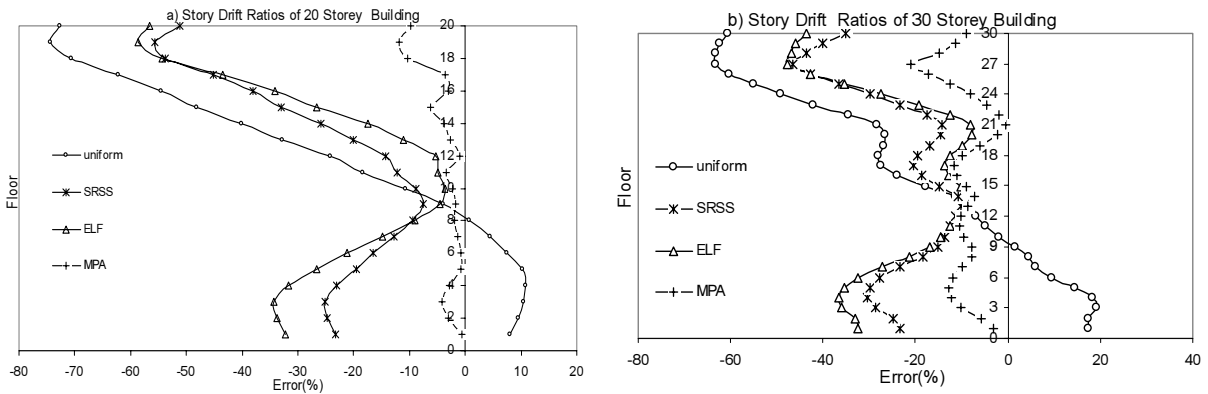 a) Story Drift Ratios of 20 Storey Building
20
18
16
14
12
10
8
6
4
2
0
Floor
uniform
SRSS
ELF
MPA
-80 -70 -60 -50 -40 -30 -20 -10 0 10 20
Error(%)
b) Story Drift Ratios of 30 Storey Building
30
27
24
21
18
15
12
9
6
3
0
Floor
uniform
SRSS
ELF
MPA
-80 -60 -40 -20 0 20 40
Error(%)